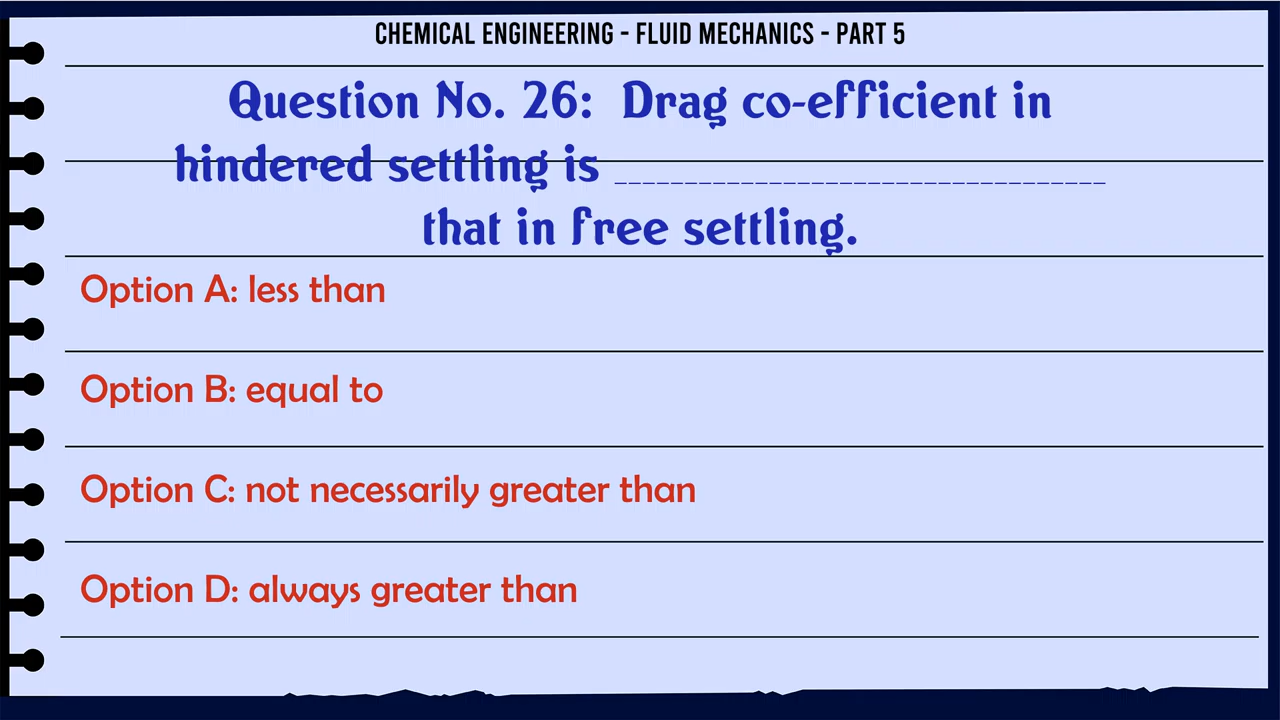 CHEMICAL ENGINEERING - FLUID MECHANICS - PART 5
Question No. 26: Drag co-efficient in
hindered settling is ___________________________________
that in free settling.
Option A: less than
Option B: equal to
Option C: not necessarily greater than
Option D: always greater than